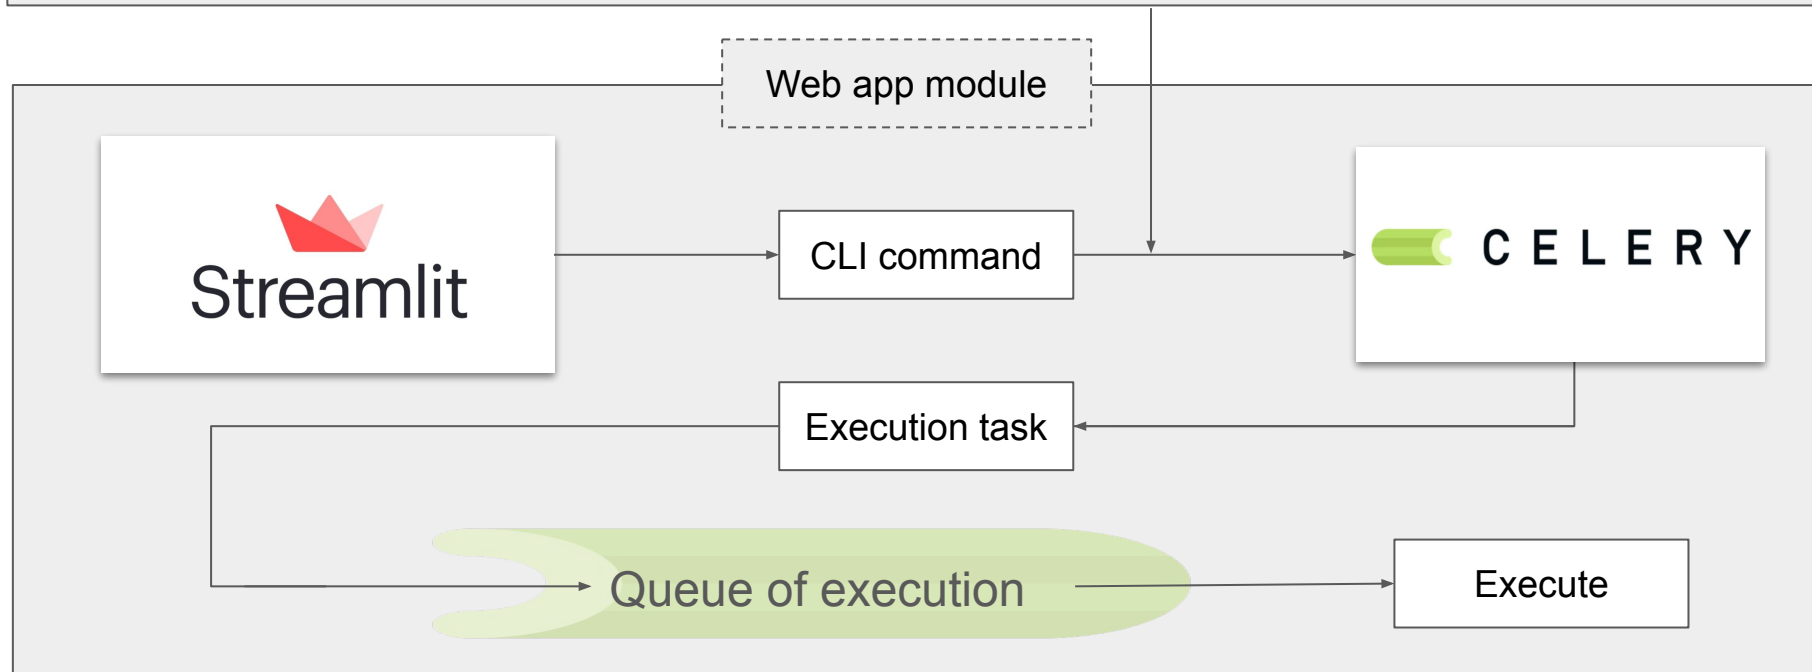 Web app module
Streamlit
CLI command
CELERY
Execution task
Queue of execution
Execute